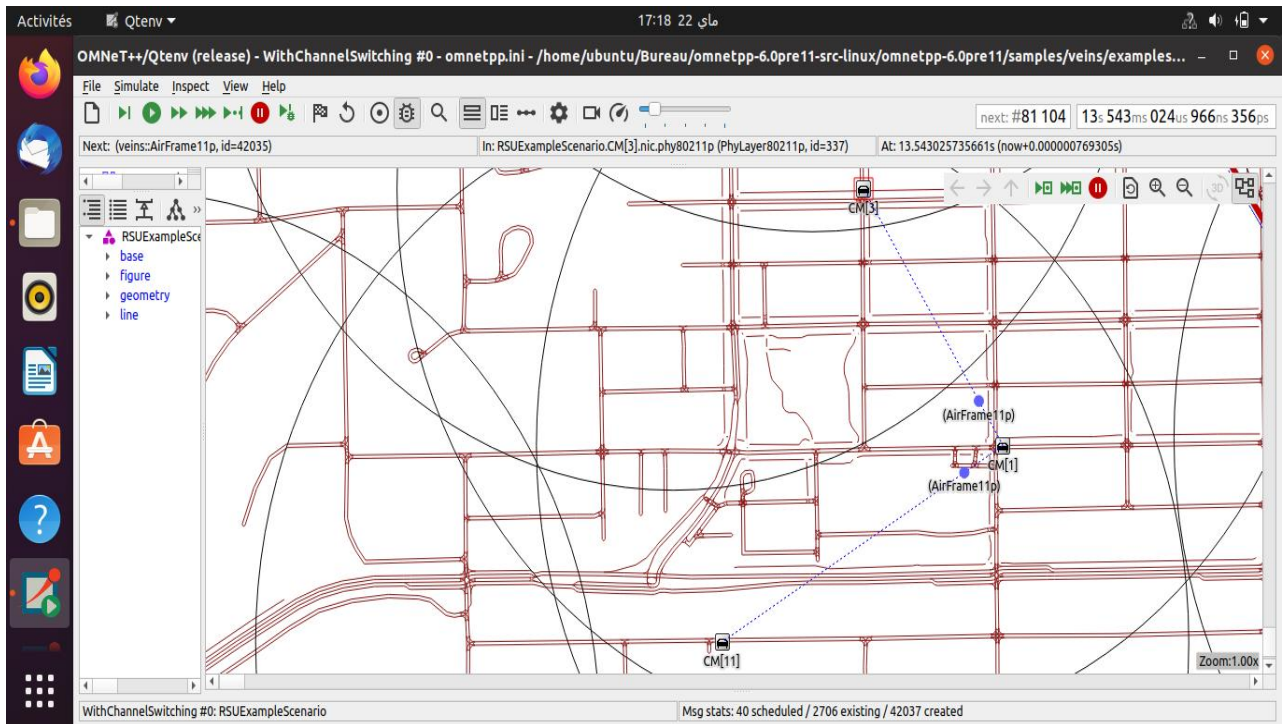 Activités
Qtenv
17:18 22 ماي
OMNeT++/Qtenv (release) - WithChannelSwitching #0 - omnetpp.ini - /home/ubuntu/Bureau/omnetpp-6.0pre11-src-linux/omnetpp-6.0pre11/samples/veins/examples...
File Simulate Inspect View Help
next: #81 104
13s 543ms 024us 966ns 356ps
Next: (veins::AirFrame11p, id=42035)
In: RSUExampleScenario.CM[3].nic.phy80211p (PhyLayer80211p, id=337)
At: 13.543025735661s (now+0.000000769305s)
3D
RSUExampleSce
base
figure
geometry
line
CM[3]
(AirFrame11p)
CM[1]
(AirFrame11p)
CM[11]
Zoom:1.00x
WithChannelSwitching #0: RSUExampleScenario
Msg stats: 40 scheduled / 2706 existing / 42037 created